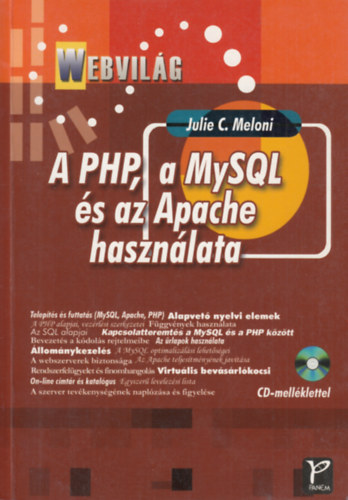 WEBVILÁG
Julie C. Meloni
A PHP, a MySQL
és az Apache
használata
Telepítés és Futtatás (MySQL, Apache, PHP) Alapvető nyelvi elemek
A PHP alapjai, vezérlési szerkezetei Függvények használata
Az SQL alapjai Kapcsolatteremtés a MySQL és a PHP között
Bevezetés a kódolás rejtelmeibe Az űrlapok használata
Állománykezelés A MySQL optimalizálási lehetőségei
A webszerverek biztonsága Az Apache teljesítményének javítása
Rendszerfelügyelet és finomhangolás Virtuális bevásárlókocsi
On-line címtár és katalógus Egyszerű levelezési lista
A szerver tevékenységének naplózása és figyelése
CD-melléklettel
P
PANEM